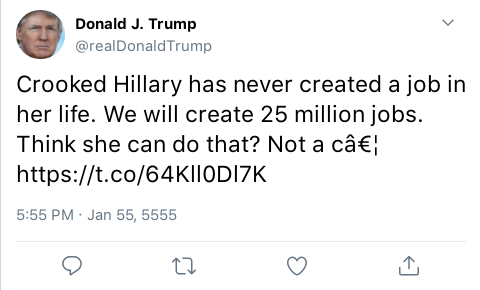 Donald J. Trump
@realDonaldTrump
Crooked Hillary has never created a job in
her life. We will create 25 million jobs.
Think she can do that? Not a câ€¦
https://t.co/64Kll0Dl7K
5:55 PM · Jan 55, 5555